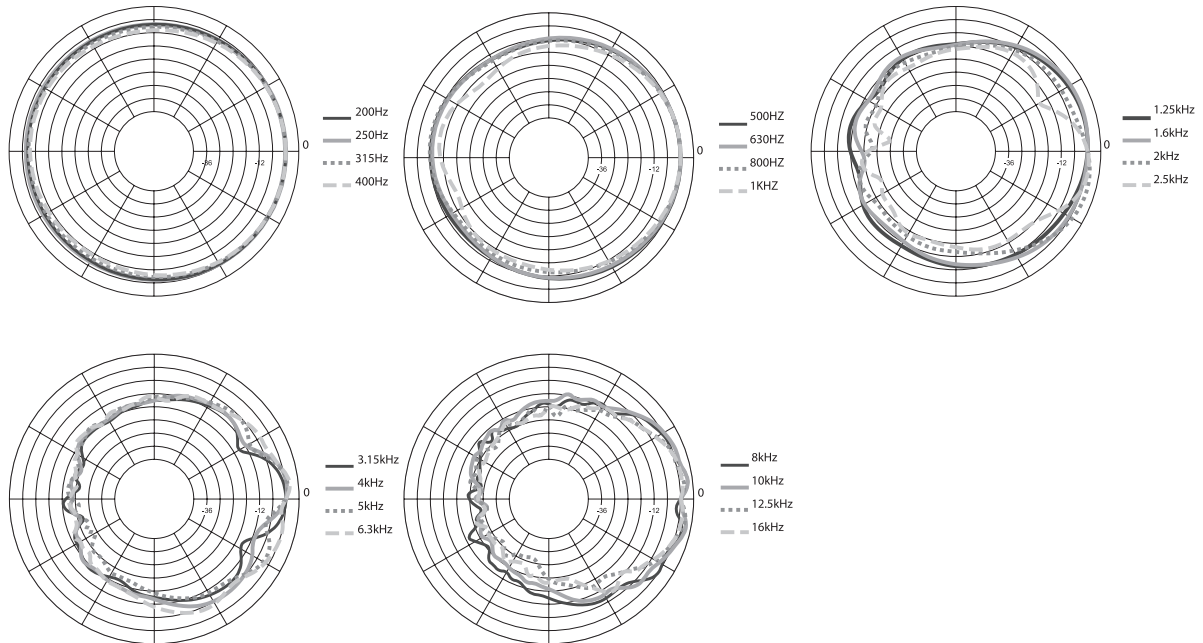 200Hz
250Hz
315Hz
400Hz
0
-36
-12
500HZ
630HZ
800HZ
1KHZ
0
-36
-12
1.25kHz
1.6kHz
2kHz
2.5kHz
0
-36
-12
3.15kHz
4kHz
5kHz
6.3kHz
0
-36
-12
8kHz
10kHz
12.5kHz
16kHz
0
-36
-12